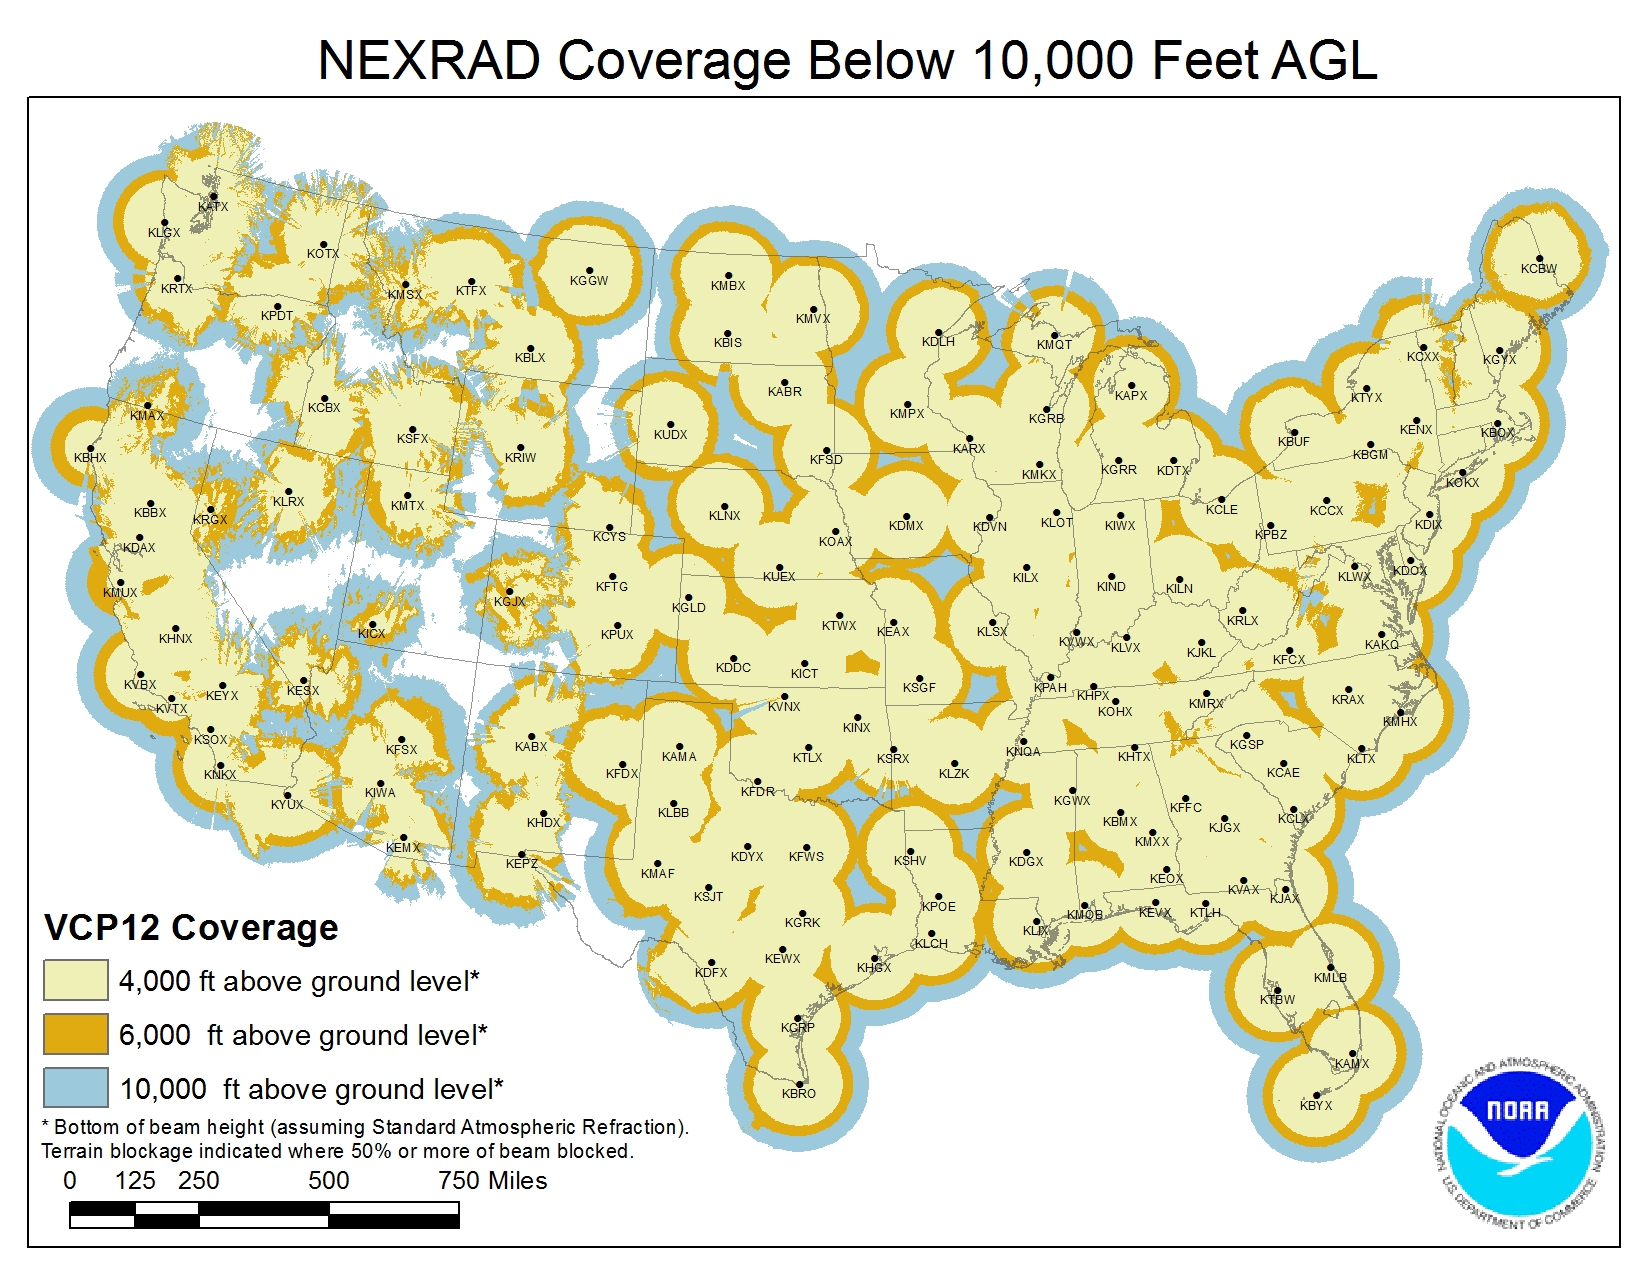 NEXRAD Coverage Below 10,000 Feet AGL
KATX
KLGX
KOTX
KRTX
KPDT
KMSX
KTFX
KGGW
KMBX
KMVX
KBIS
KDLH
KMQT
KCBW
KBLX
KABR
KAPX
KCXX
KGYX
KTYX
KMAX
KCBX
KSFX
KUDX
KMPX
KGRB
KENX
KBOX
KBUF
KBGM
KBHX
KRIW
KFSD
KARX
KMKX
KGRR
KDTX
KOKX
KBBX
KRGX
KLRX
KMTX
KLNX
KDMX
KDVN
KLOT
KIWX
KCLE
KCCX
KDIX
KDAX
KCYS
KOAX
KPBZ
KMUX
KGJX
KFTG
KUEX
KILX
KIND
KILN
KLWX
KDOX
KGLD
KHNX
KICX
KPUX
KTWX
KEAX
KLSX
KVWX
KLVX
KJKL
KRLX
KFCX
KAKQ
KVBX
KEYX
KESX
KDDC
KICT
KSGF
KPAH
KHPX
KOHX
KMRX
KRAX
KMHX
KVTX
KVNX
KSOX
KFSX
KABX
KAMA
KINX
KTLX
KSRX
KNQA
KHTX
KGSP
KLTX
KNKX
KFDX
KLZK
KCAE
KYUX
KIWA
KFDR
KHDX
KLBB
KGWX
KFFC
KBMX
KJGX
KCLX
KEMX
KEPZ
KMXX
KDYX
KFWS
KSHV
KDGX
KMAF
KEOX
KSJT
KVAX
KJAX
KPOE
KGRK
KMOB
KEVX
KTLH
KLIX
KLCH
KEWX
KHGX
KDFX
KMLB
KTBW
KCRP
KAMX
KBRO
KBYX
VCP12 Coverage
4,000 ft above ground level*
6,000 ft above ground level*
10,000 ft above ground level*
* Bottom of beam height (assuming Standard Atmospheric Refraction).
Terrain blockage indicated where 50% or more of beam blocked.
0 125 250 500 750 Miles
NATIONAL OCEANIC AND ATMOSPHERIC ADMINISTRATION
NOAA
U.S. DEPARTMENT OF COMMERCE